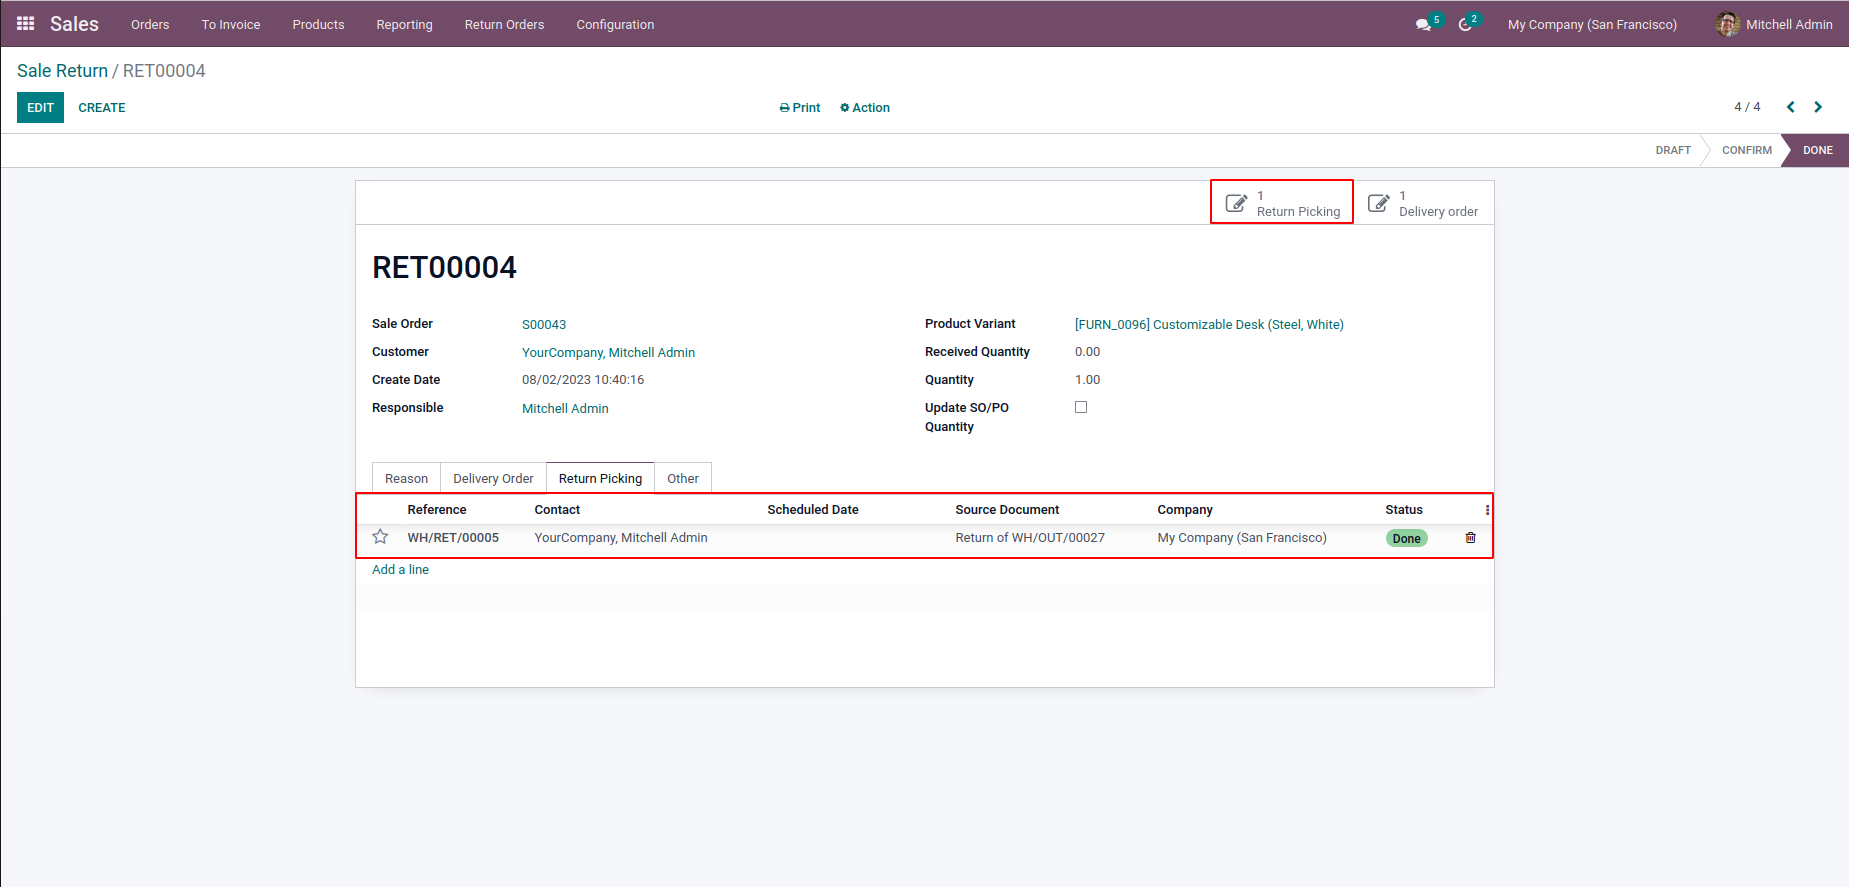 Sales Orders To Invoice Products Reporting Return Orders Configuration 5 2 My Company (San Francisco) Mitchell Admin
Sale Return / RET00004
EDIT CREATE Print Action 4 / 4
DRAFT CONFIRM DONE
1 1
Return Picking Delivery order
RET00004
Sale Order S00043 Product Variant [FURN_0096] Customizable Desk (Steel, White)
Customer YourCompany, Mitchell Admin Received Quantity 0.00
Create Date 08/02/2023 10:40:16 Quantity 1.00
Responsible Mitchell Admin Update SO/PO
Quantity
Reason Delivery Order Return Picking Other
Reference Contact Scheduled Date Source Document Company Status
WH/RET/00005 YourCompany, Mitchell Admin Return of WH/OUT/00027 My Company (San Francisco) Done
Add a line